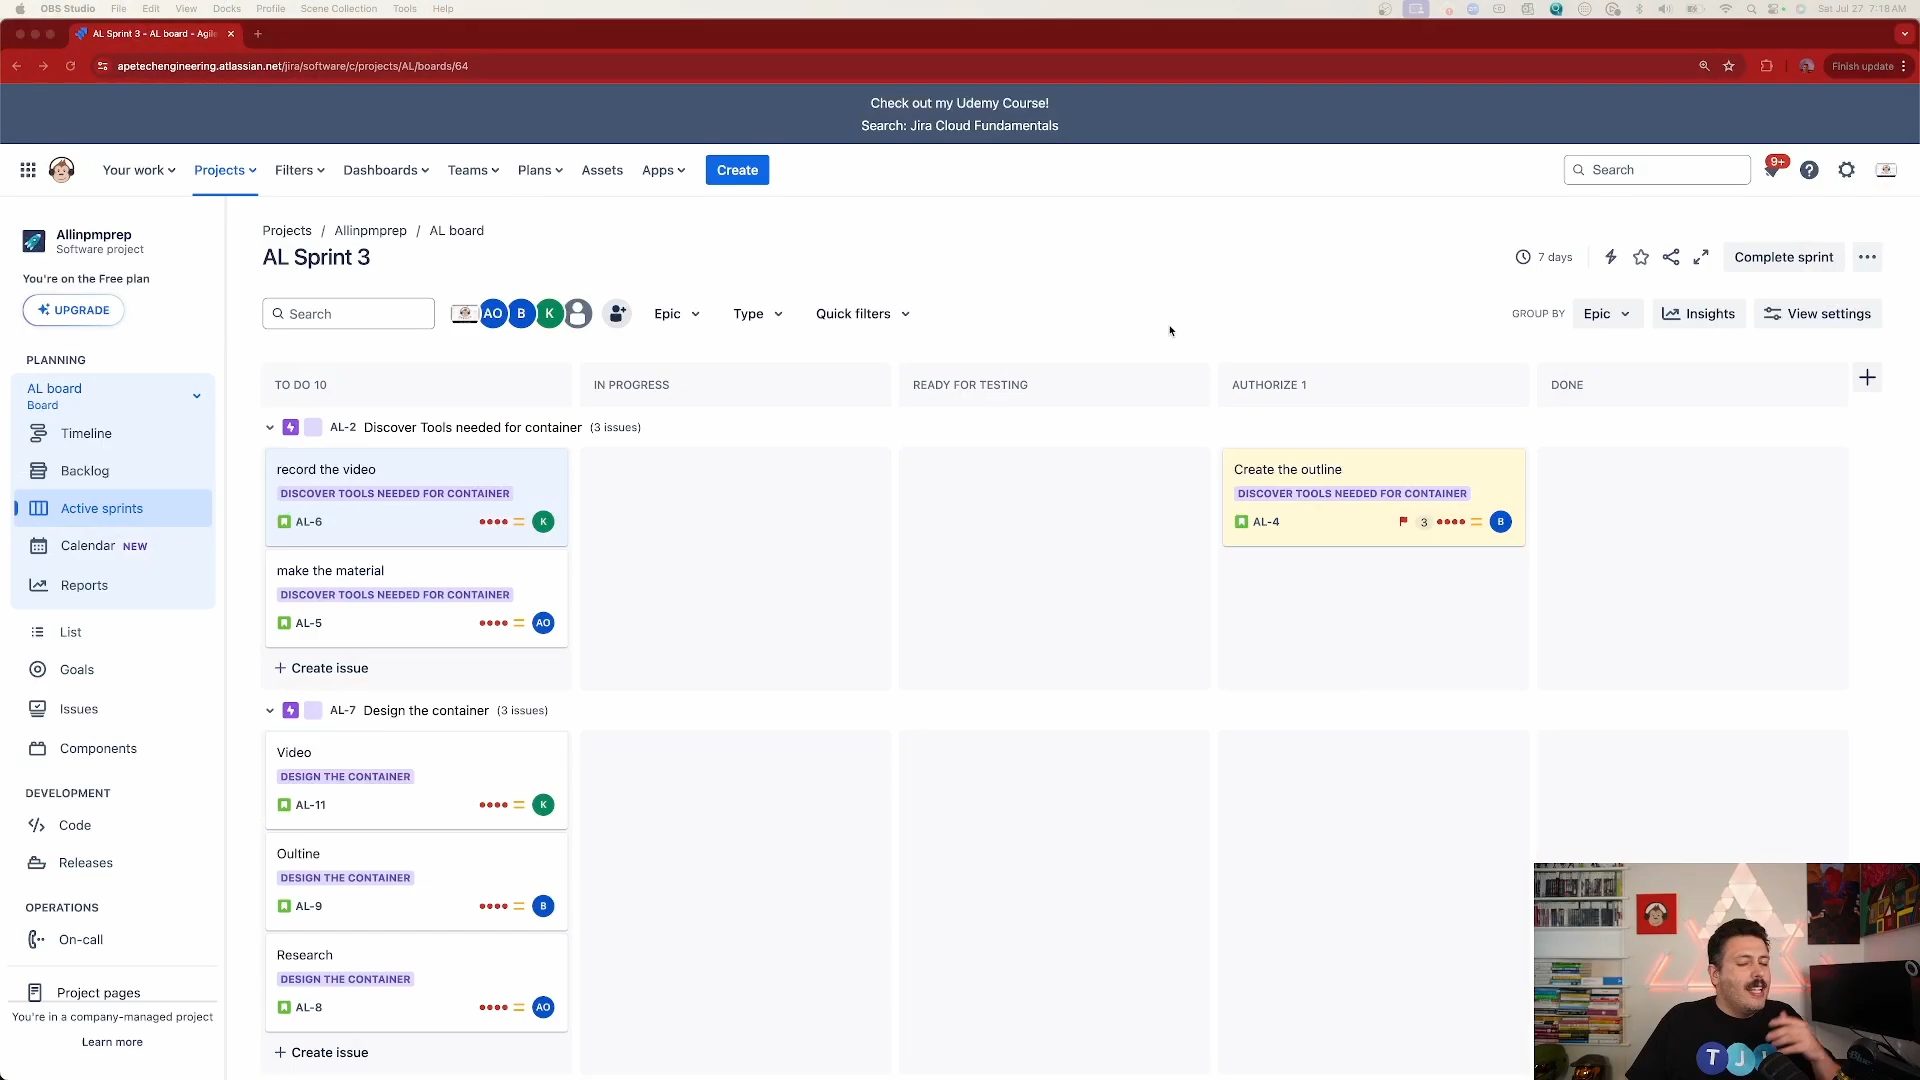 OBS Studio File Edit View Docks Profile Scene Collection Tools Help Sat Jul 27 7:18 AM
AL Sprint 3 - AL board - Agile
apetechengineering.atlassian.net/jira/software/c/projects/AL/boards/64 Finish update
Check out my Udemy Course!
Search: Jira Cloud Fundamentals
Your work Projects Filters Dashboards Teams Plans Assets Apps Create Search 9+
Allinpmprep
Software project
You're on the Free plan
UPGRADE
PLANNING
AL board
Board
Timeline
Backlog
Active sprints
Calendar NEW
Reports
List
Goals
Issues
Components
DEVELOPMENT
Code
Releases
OPERATIONS
On-call
Project pages
You're in a company-managed project
Learn more
Projects / Allinpmprep / AL board
AL Sprint 3
7 days Complete sprint
Search AO B K Epic Type Quick filters GROUP BY Epic Insights View settings
TO DO 10 IN PROGRESS READY FOR TESTING AUTHORIZE 1 DONE
AL-2 Discover Tools needed for container (3 issues)
record the video
DISCOVER TOOLS NEEDED FOR CONTAINER
AL-6 K
make the material
DISCOVER TOOLS NEEDED FOR CONTAINER
AL-5 AO
Create issue
Create the outline
DISCOVER TOOLS NEEDED FOR CONTAINER
AL-4 3 B
AL-7 Design the container (3 issues)
Video
DESIGN THE CONTAINER
AL-11 K
Oultine
DESIGN THE CONTAINER
AL-9 B
Research
DESIGN THE CONTAINER
AL-8 AO
Create issue
T J